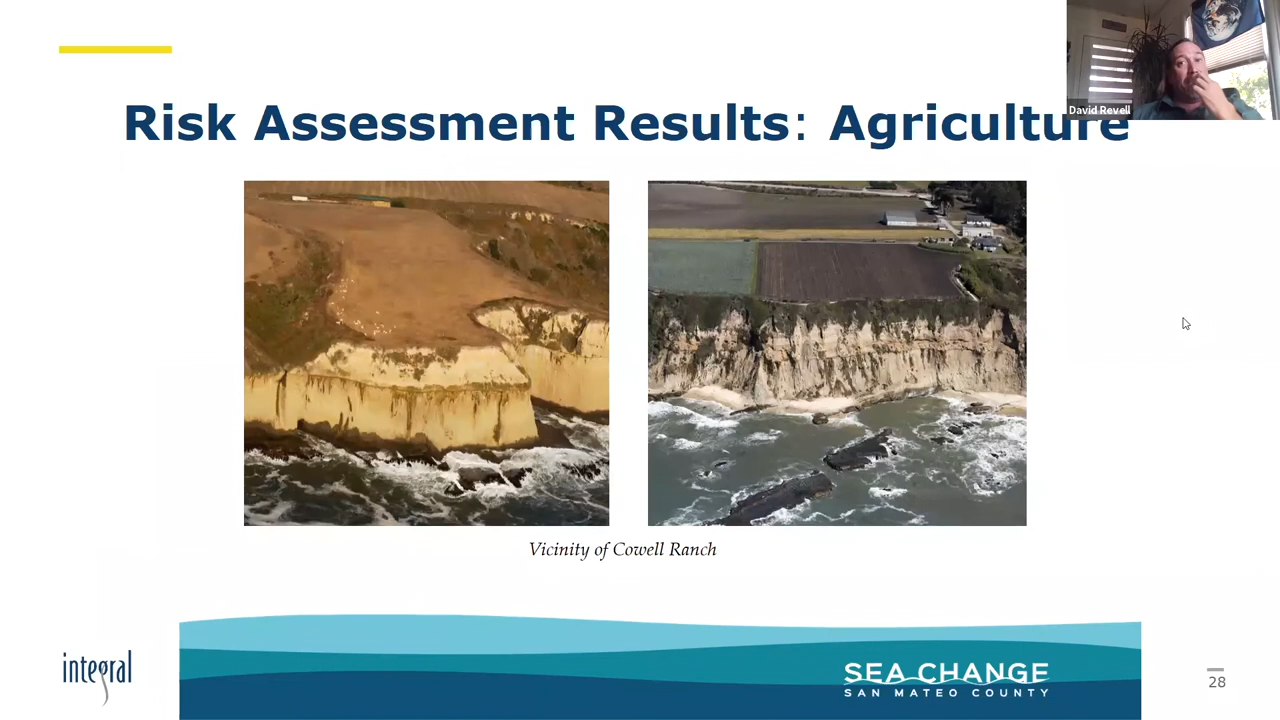 David Revell
Risk Assessment Results: Agriculture
Vicinity of Cowell Ranch
integral
SEA CHANGE
SAN MATEO COUNTY
28